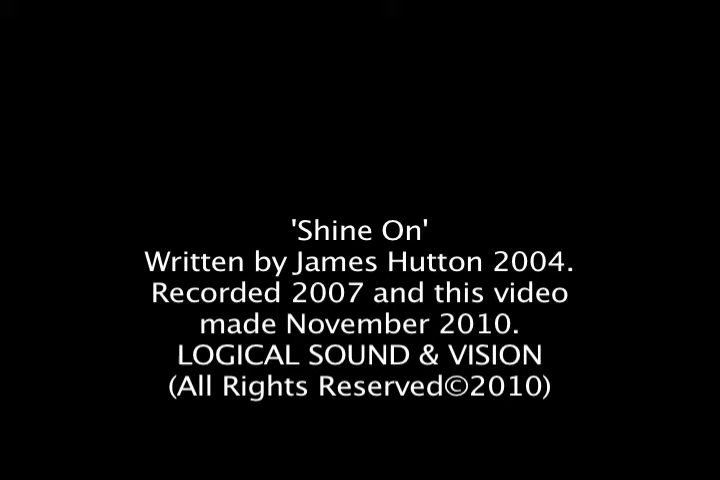 'Shine On'
Written by James Hutton 2004.
Recorded 2007 and this video
made November 2010.
LOGICAL SOUND & VISION
(All Rights Reserved©2010)